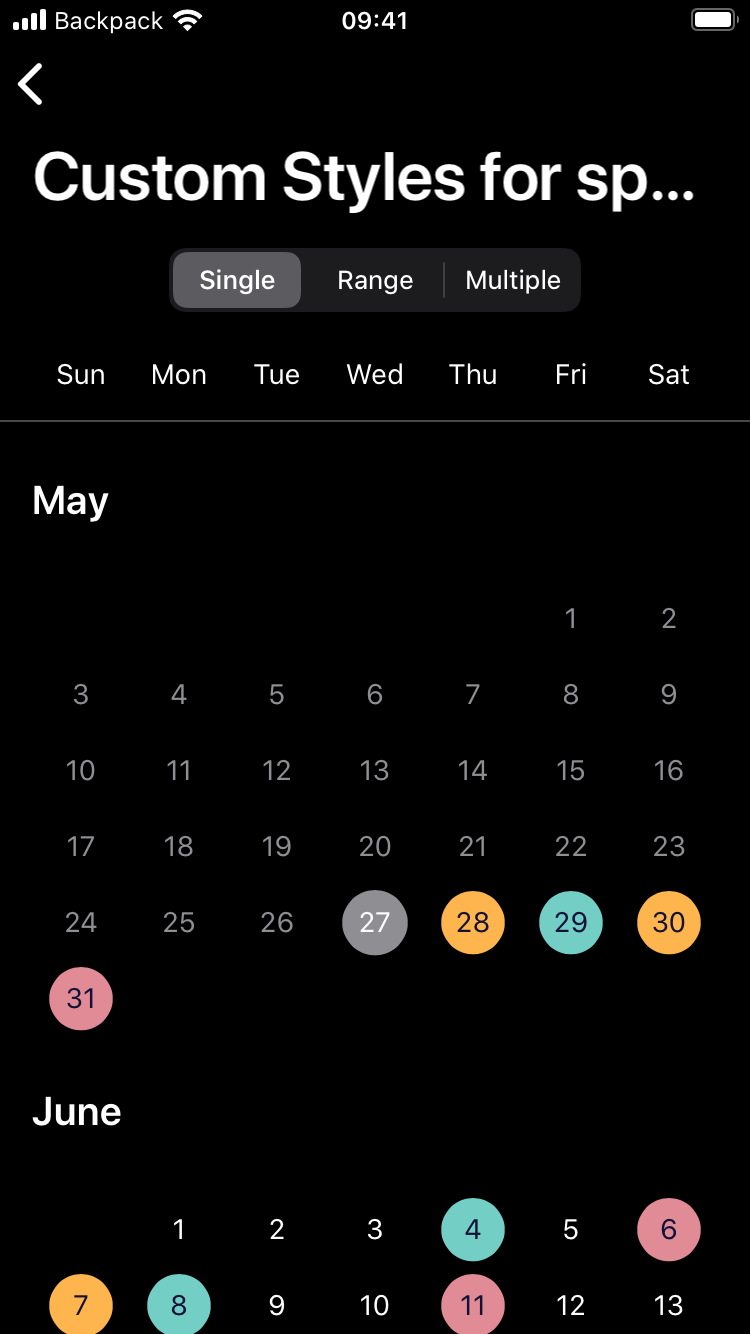 Backpack 09:41
Custom Styles for sp...
Single Range Multiple
Sun Mon Tue Wed Thu Fri Sat
May
1 2
3 4 5 6 7 8 9
10 11 12 13 14 15 16
17 18 19 20 21 22 23
24 25 26 27 28 29 30
31
June
1 2 3 4 5 6
7 8 9 10 11 12 13